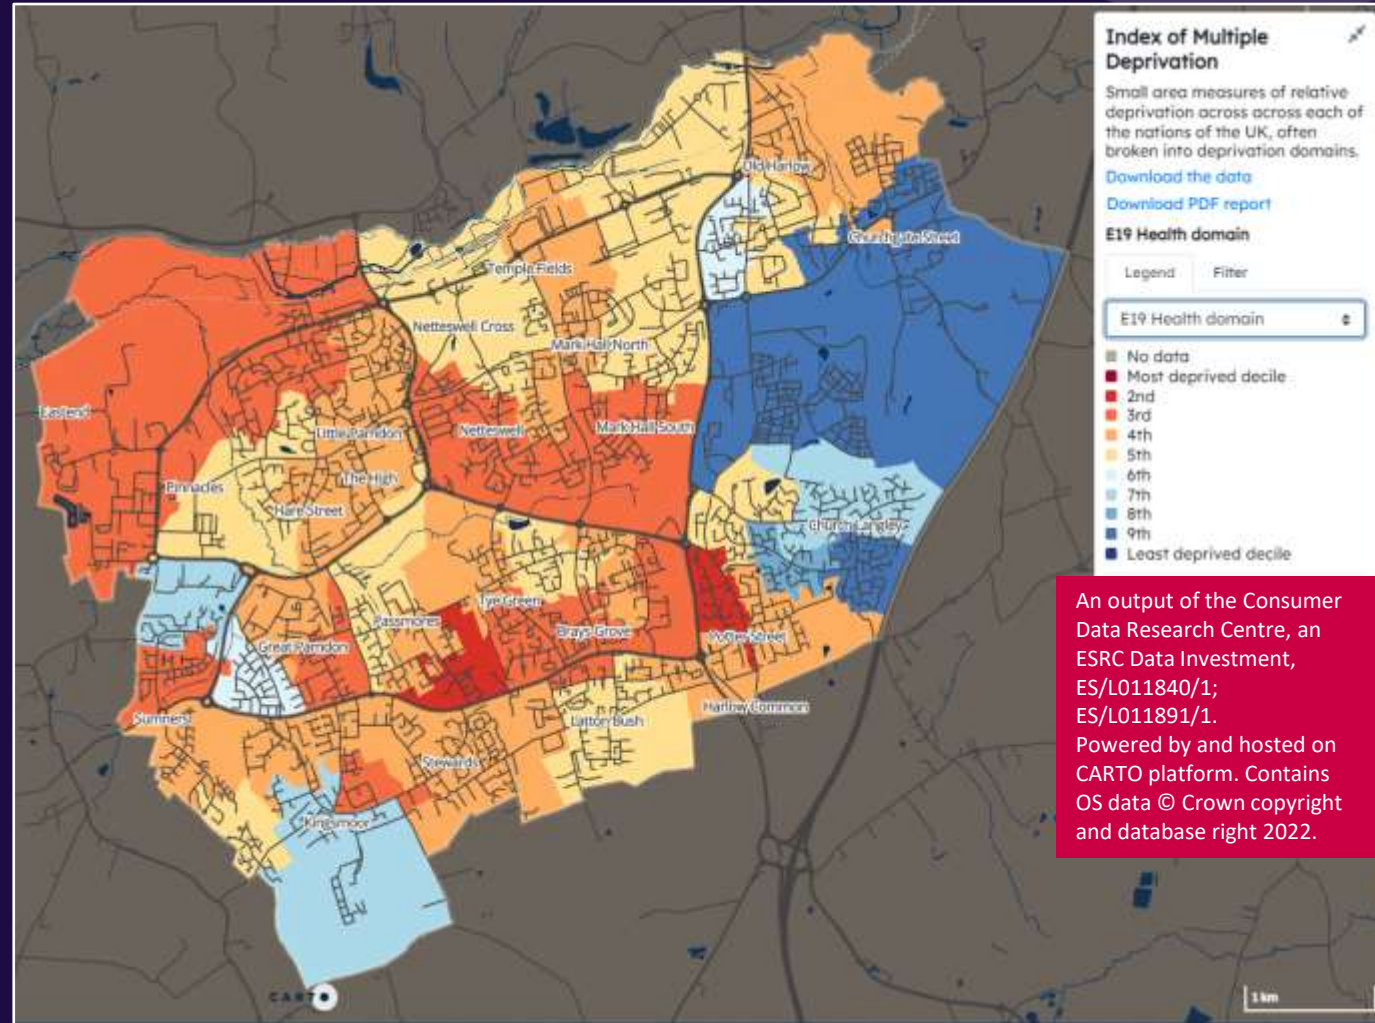 Index of Multiple
Deprivation
Small area measures of relative
deprivation across across each of
the nations of the UK, often
broken into deprivation domains.
Download the data
Download PDF report
E19 Health domain
Legend Filter
E19 Health domain
No data
Most deprived decile
2nd
3rd
4th
5th
6th
7th
8th
9th
Least deprived decile
An output of the Consumer
Data Research Centre, an
ESRC Data Investment,
ES/L011840/1;
ES/L011891/1.
Powered by and hosted on
CARTO platform. Contains
OS data © Crown copyright
and database right 2022.
Old Harlow
Churchgate Street
Temple Fields
Netteswell Cross
Mark Hall North
Eastend
Little Parndon
Netteswell
Mark Hall South
The High
Pinnacles
Hare Street
Church Langley
Tye Green
Passmores
Brays Grove
Potter Street
Great Parndon
Sumners
Harlow Common
Latton Bush
Stewards
Kingsmoor
CARTO
1 km